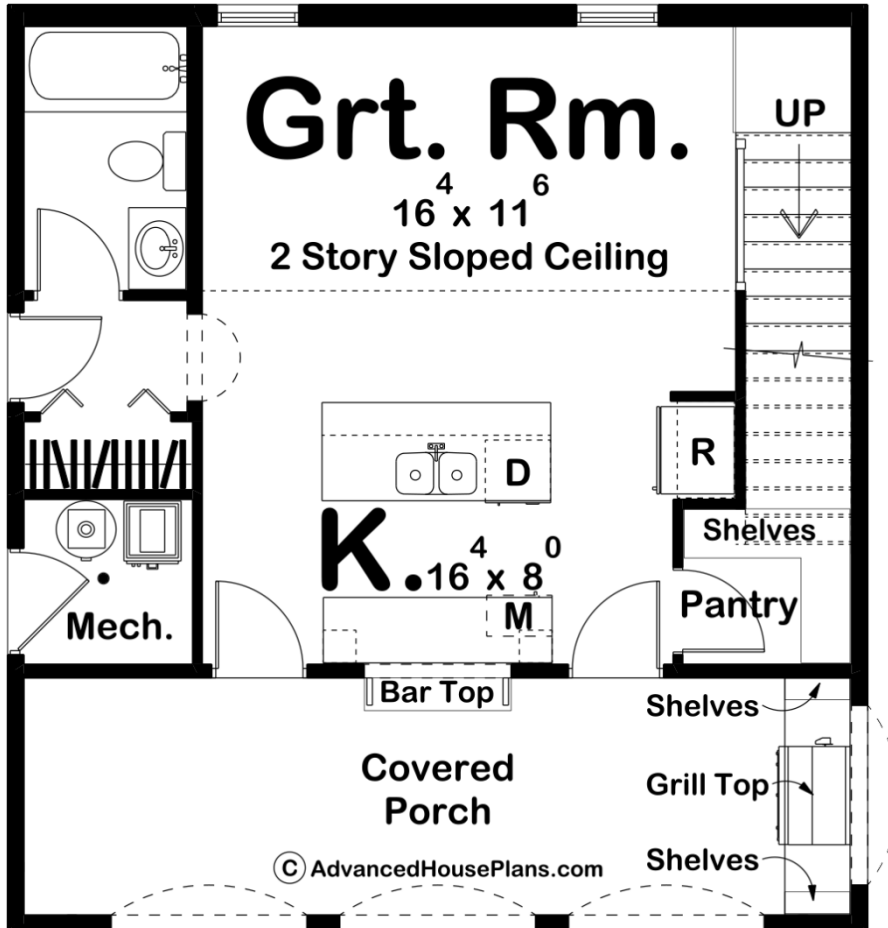 Grt. Rm.
16⁴ x 11⁶
2 Story Sloped Ceiling
UP
R
D
K. 16⁴ x 8⁰
Shelves
Pantry
M
Mech.
Bar Top
Shelves
Covered
Porch
Grill Top
Shelves
© AdvancedHousePlans.com